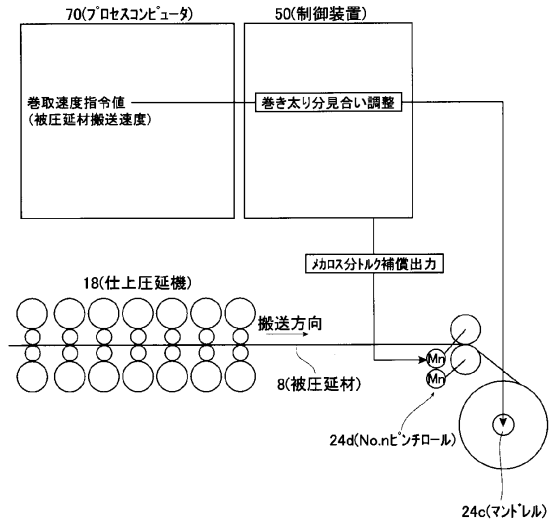 70(プロセスコンピュータ)
50(制御装置)
巻取速度指令値
(被圧延材搬送速度)
巻き太り分見合い調整
メカロス分トルク補償出力
18(仕上圧延機)
搬送方向
8(被圧延材)
Mn
Mn
24d(No.nピンチロール)
24c(マンドレル)